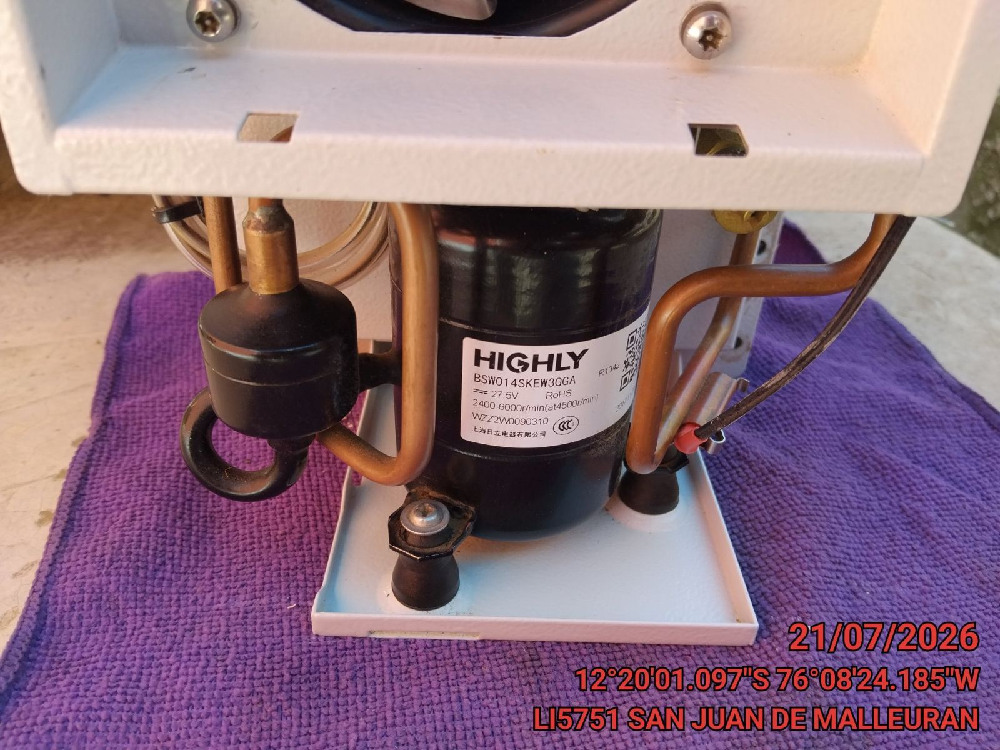 HIGHLY
BSW014SKEW3GGA
R134a
27.5V RoHS
2400-6000r/min(at4500r/min)
WZZ2W0090310
CCC S
上海日立电器有限公司
21/07/2026
12°20'01.097"S 76°08'24.185"W
LI5751 SAN JUAN DE MALLEURAN